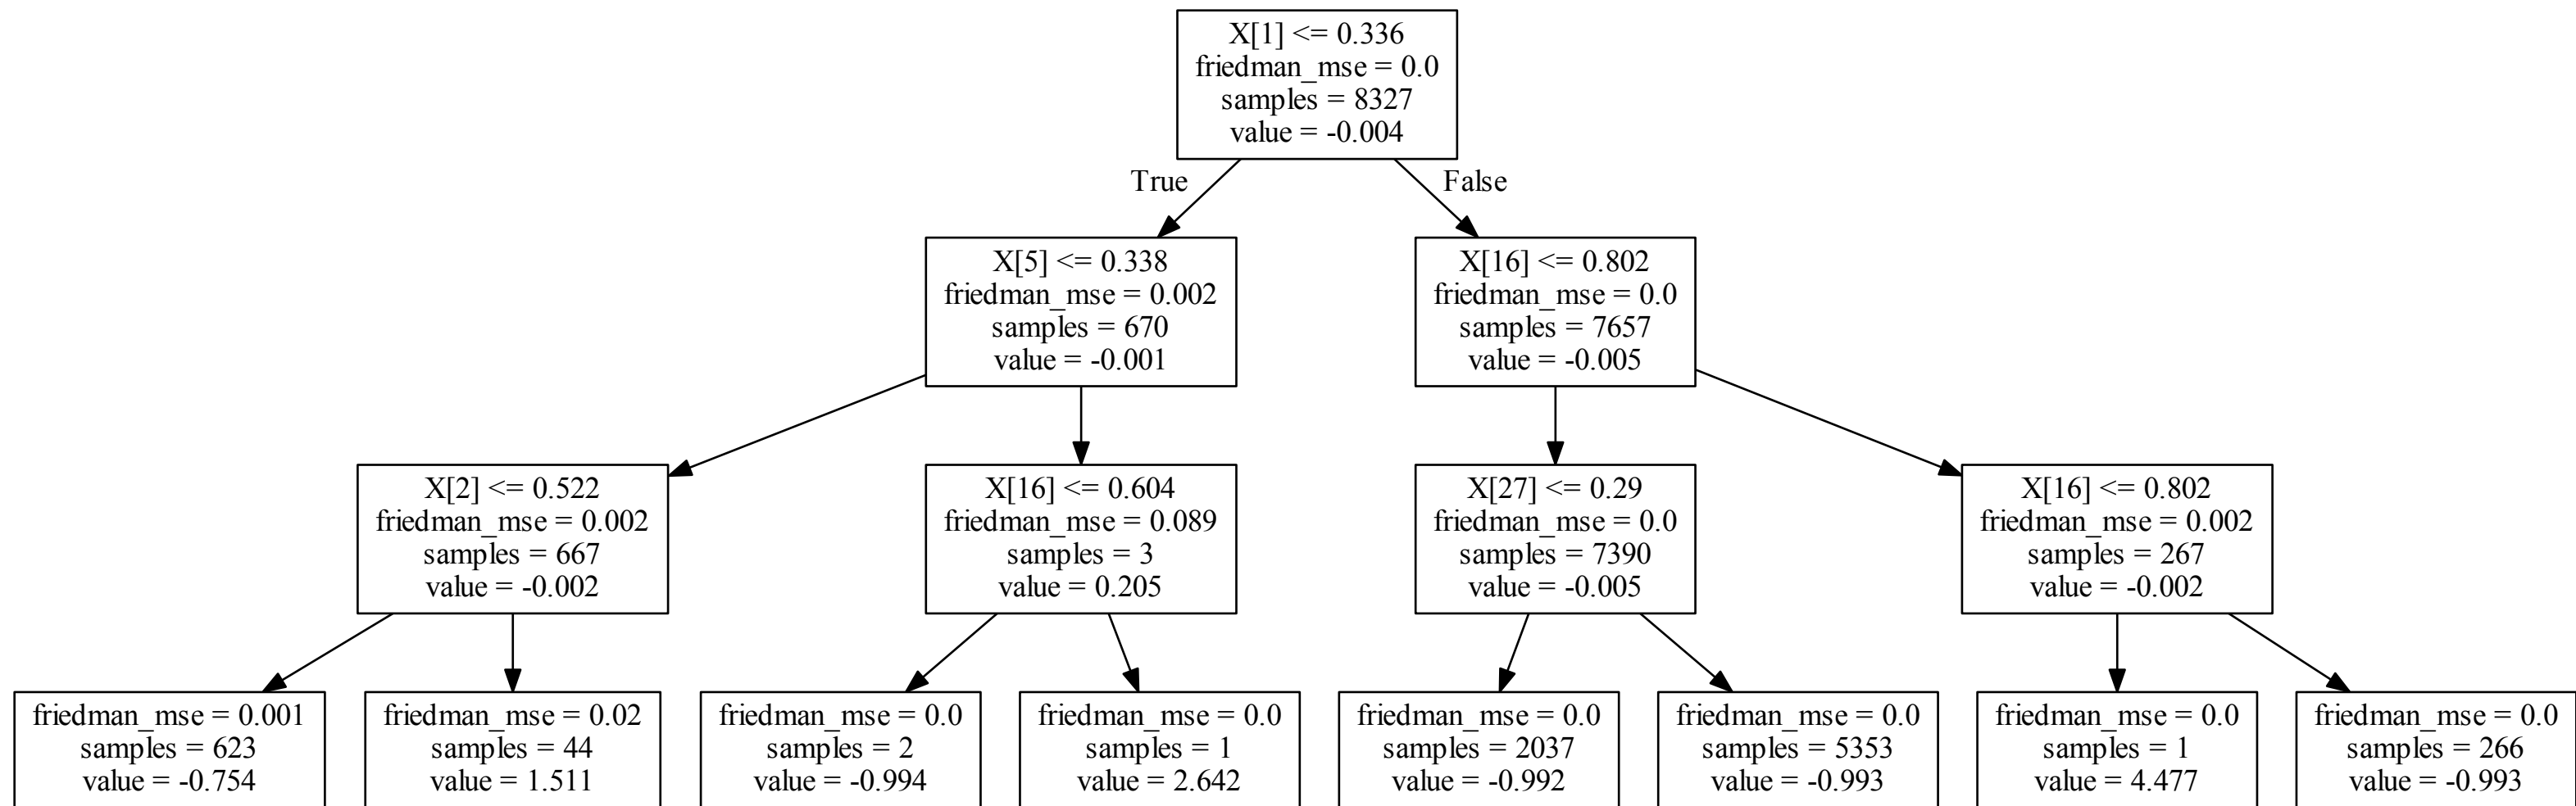 X[1] <= 0.336
friedman_mse = 0.0
samples = 8327
value = -0.004
True
False
X[5] <= 0.338
friedman_mse = 0.002
samples = 670
value = -0.001
X[16] <= 0.802
friedman_mse = 0.0
samples = 7657
value = -0.005
X[2] <= 0.522
friedman_mse = 0.002
samples = 667
value = -0.002
X[16] <= 0.604
friedman_mse = 0.089
samples = 3
value = 0.205
X[27] <= 0.29
friedman_mse = 0.0
samples = 7390
value = -0.005
X[16] <= 0.802
friedman_mse = 0.002
samples = 267
value = -0.002
friedman_mse = 0.001
samples = 623
value = -0.754
friedman_mse = 0.02
samples = 44
value = 1.511
friedman_mse = 0.0
samples = 2
value = -0.994
friedman_mse = 0.0
samples = 1
value = 2.642
friedman_mse = 0.0
samples = 2037
value = -0.992
friedman_mse = 0.0
samples = 5353
value = -0.993
friedman_mse = 0.0
samples = 1
value = 4.477
friedman_mse = 0.0
samples = 266
value = -0.993